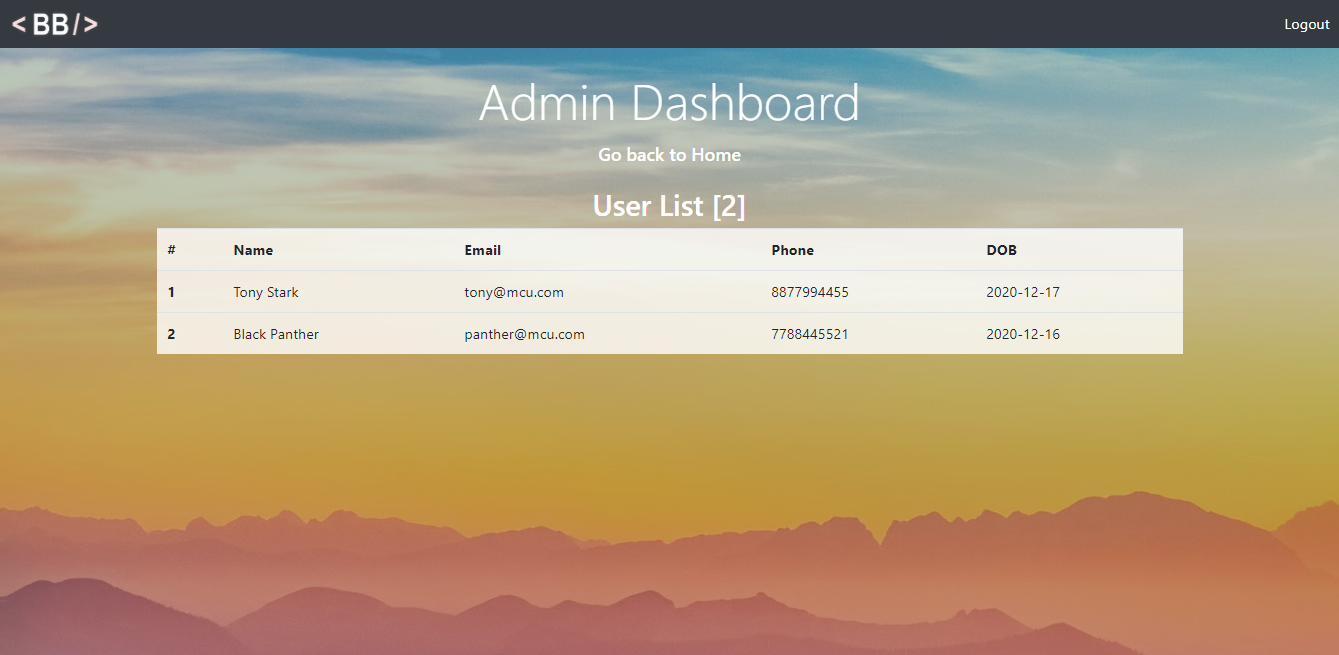 < BB/> Logout
Admin Dashboard
Go back to Home
User List [2]
# Name Email Phone DOB
1 Tony Stark tony@mcu.com 8877994455 2020-12-17
2 Black Panther panther@mcu.com 7788445521 2020-12-16